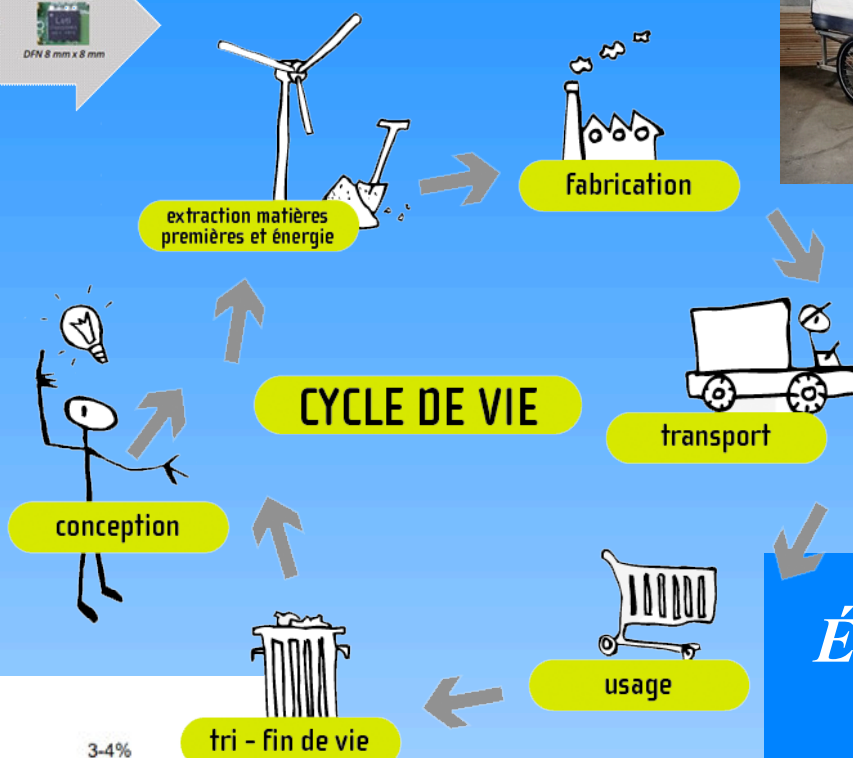 Leti
DFN 8 mm x 8 mm
extraction matières
premières et énergie
fabrication
CYCLE DE VIE
transport
conception
usage
É
tri - fin de vie
3-4%